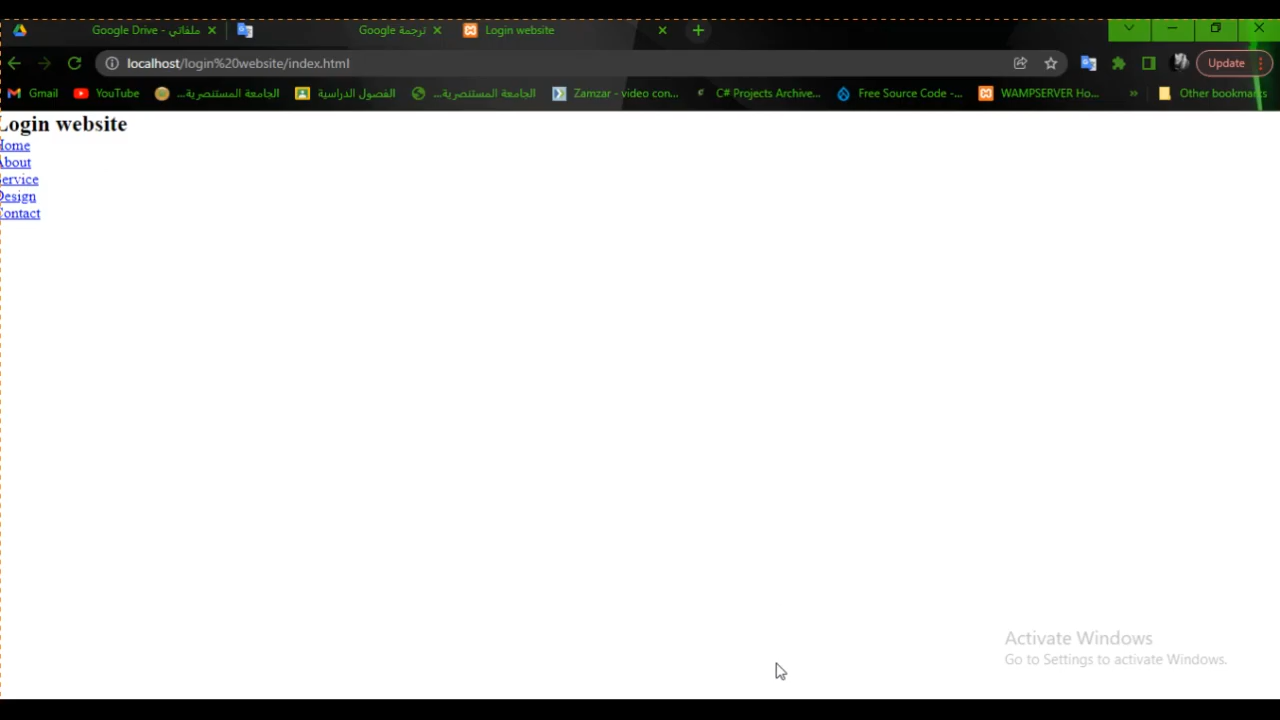 ملفاتي - Google Drive
ترجمة Google
Login website
localhost/login%20website/index.html
Update
Gmail
YouTube
الجامعة المستنصرية...
الفصول الدراسية
الجامعة المستنصرية...
Zamzar - video con...
C# Projects Archive...
Free Source Code -...
WAMPSERVER Ho...
»
Other bookmarks
Login website
Home
About
Service
Design
Contact
Activate Windows
Go to Settings to activate Windows.